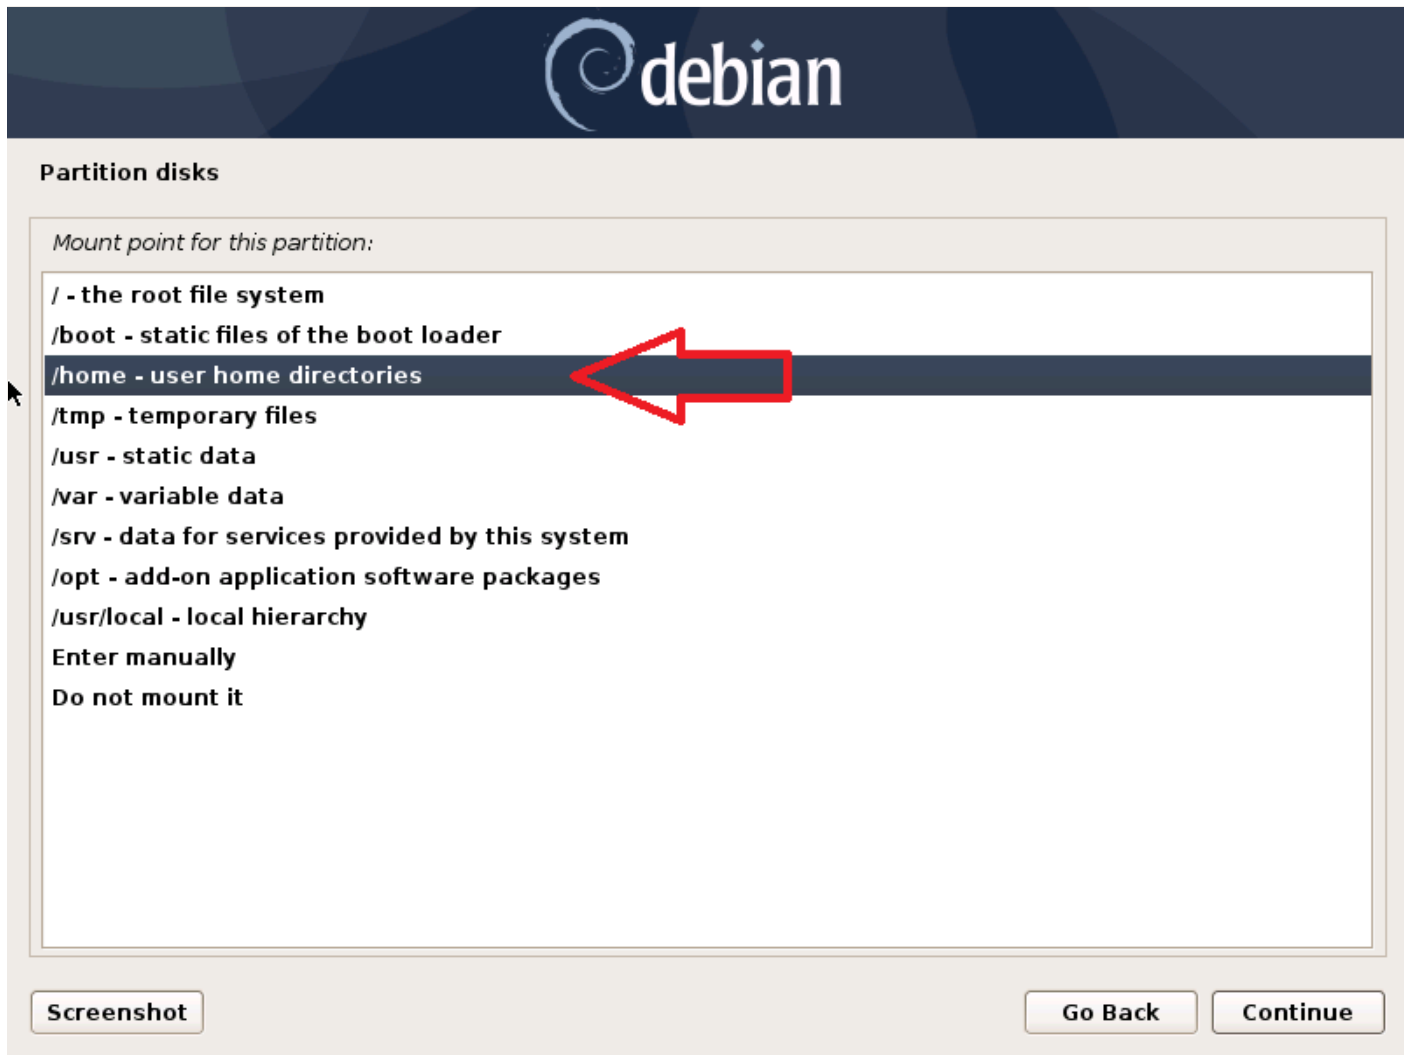 debian
Partition disks
Mount point for this partition:
/ - the root file system
/boot - static files of the boot loader
/home - user home directories
/tmp - temporary files
/usr - static data
/var - variable data
/srv - data for services provided by this system
/opt - add-on application software packages
/usr/local - local hierarchy
Enter manually
Do not mount it
Screenshot
Go Back
Continue